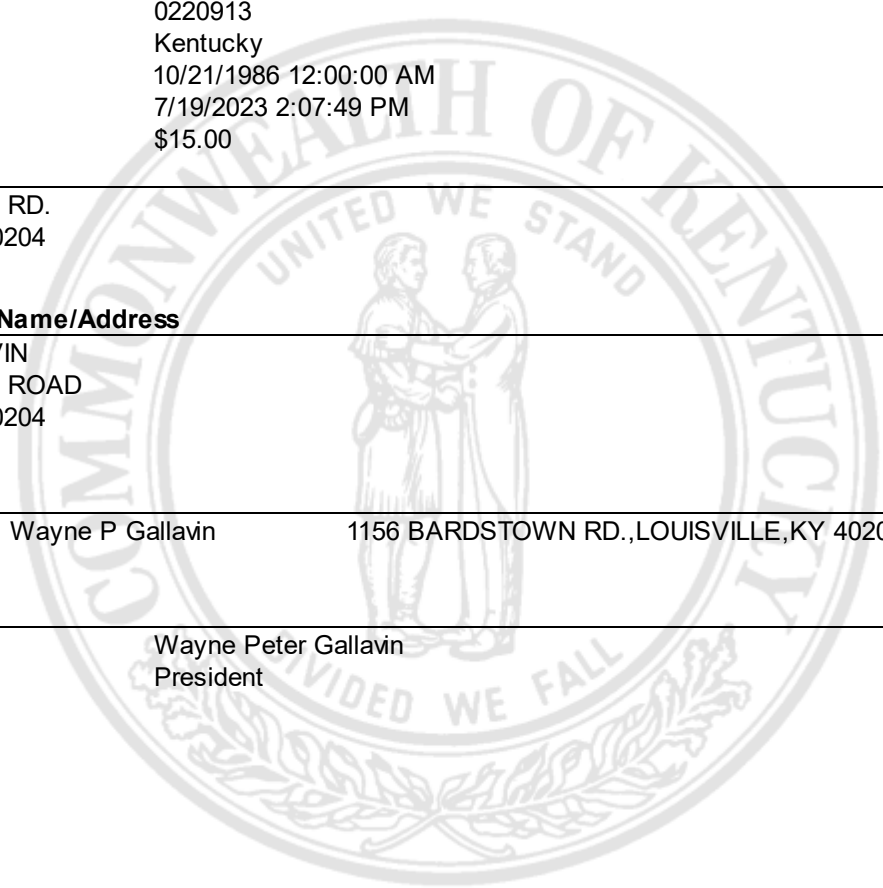 0220913
Kentucky
10/21/1986 12:00:00 AM
7/19/2023 2:07:49 PM
$15.00
RD.
0204
Name/Address
VIN
ROAD
0204
Wayne P Gallavin 1156 BARDSTOWN RD.,LOUISVILLE,KY 4020
Wayne Peter Gallavin
President
COMMONWEALTH OF KENTUCKY
UNITED WE STAND
DIVIDED WE FALL